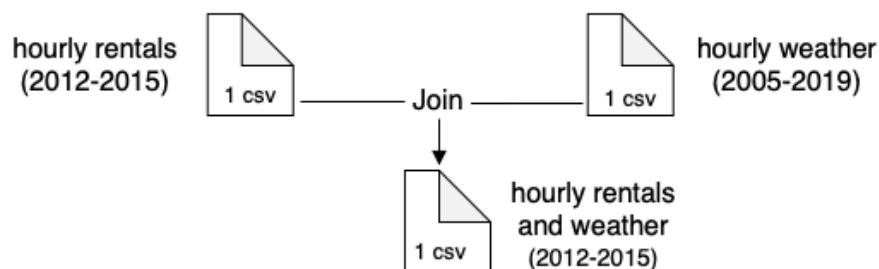 hourly rentals
(2012-2015)
1 csv
Join
1 csv
hourly weather
(2005-2019)
1 csv
hourly rentals
and weather
(2012-2015)